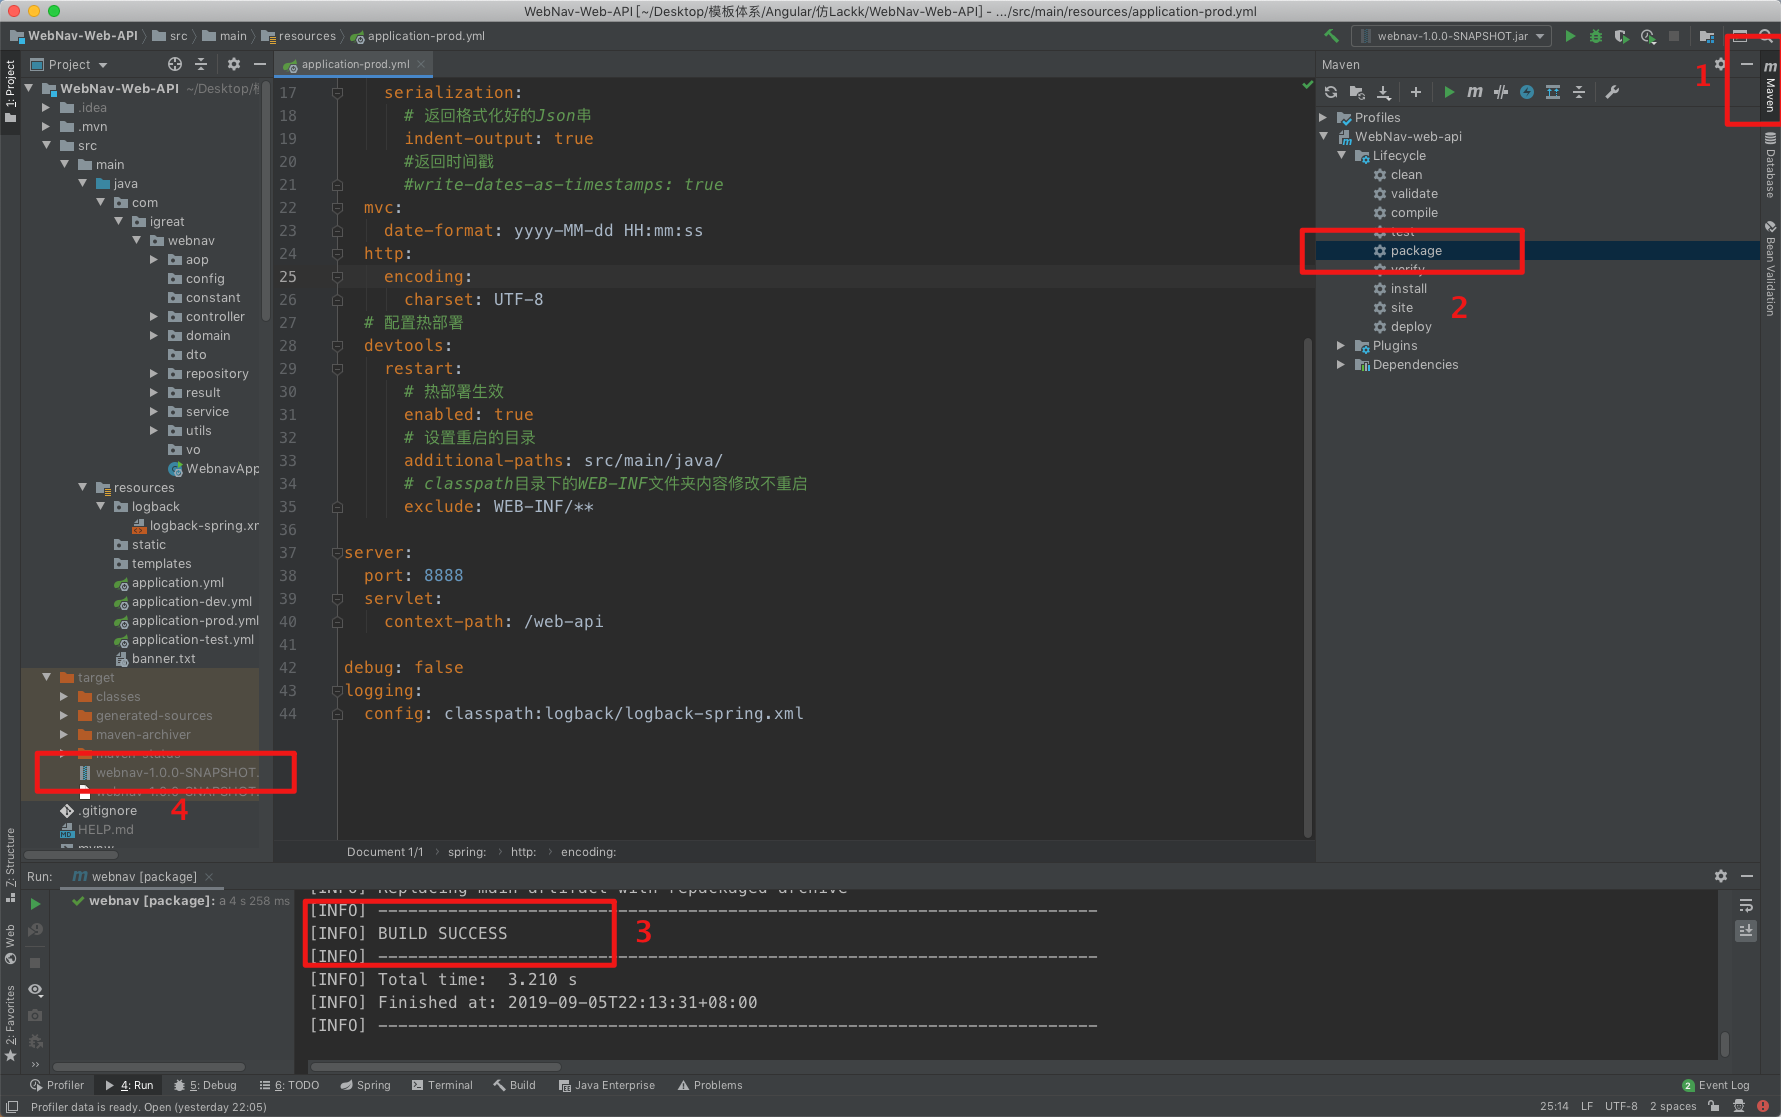 WebNav-Web-API [~/Desktop/模板体系/Angular/仿Lackk/WebNav-Web-API] - .../src/main/resources/application-prod.yml
WebNav-Web-API
src
main
resources
application-prod.yml
webnav-1.0.0-SNAPSHOT.jar
1: Project
Project
WebNav-Web-API ~/Desktop/
.idea
.mvn
src
main
java
com
igreat
webnav
aop
config
constant
controller
domain
dto
repository
result
service
utils
vo
WebnavApp
resources
logback
logback-spring.xm
static
templates
application.yml
application-dev.yml
application-prod.yml
application-test.yml
banner.txt
target
classes
generated-sources
maven-archiver
maven-status
webnav-1.0.0-SNAPSHOT.
webnav-1.0.0-SNAPSHOT.
4
.gitignore
HELP.md
mvnw
application-prod.yml
17 serialization:
18 # 返回格式化好的Json串
19 indent-output: true
20 #返回时间戳
21 #write-dates-as-timestamps: true
22 mvc:
23 date-format: yyyy-MM-dd HH:mm:ss
24 http:
25 encoding:
26 charset: UTF-8
27 # 配置热部署
28 devtools:
29 restart:
30 # 热部署生效
31 enabled: true
32 # 设置重启的目录
33 additional-paths: src/main/java/
34 # classpath目录下的WEB-INF文件夹内容修改不重启
35 exclude: WEB-INF/**
36
37 server:
38 port: 8888
39 servlet:
40 context-path: /web-api
41
42 debug: false
43 logging:
44 config: classpath:logback/logback-spring.xml
Document 1/1
spring:
http:
encoding:
Maven
1
Profiles
WebNav-web-api
Lifecycle
clean
validate
compile
test
package
verify
install
2
site
deploy
Plugins
Dependencies
Maven
Database
Bean Validation
Z: Structure
Web
2: Favorites
Run:
webnav [package]
webnav [package]: a 4 s 258 ms
[INFO] Replacing main artifact with repackaged archive
[INFO] ------------------------------------------------------------------------
[INFO] BUILD SUCCESS
3
[INFO] ------------------------------------------------------------------------
[INFO] Total time:  3.210 s
[INFO] Finished at: 2019-09-05T22:13:31+08:00
[INFO] ------------------------------------------------------------------------
Profiler
4: Run
5: Debug
6: TODO
Spring
Terminal
Build
Java Enterprise
Problems
2 Event Log
Profiler data is ready. Open (yesterday 22:05)
25:14
LF
UTF-8
2 spaces